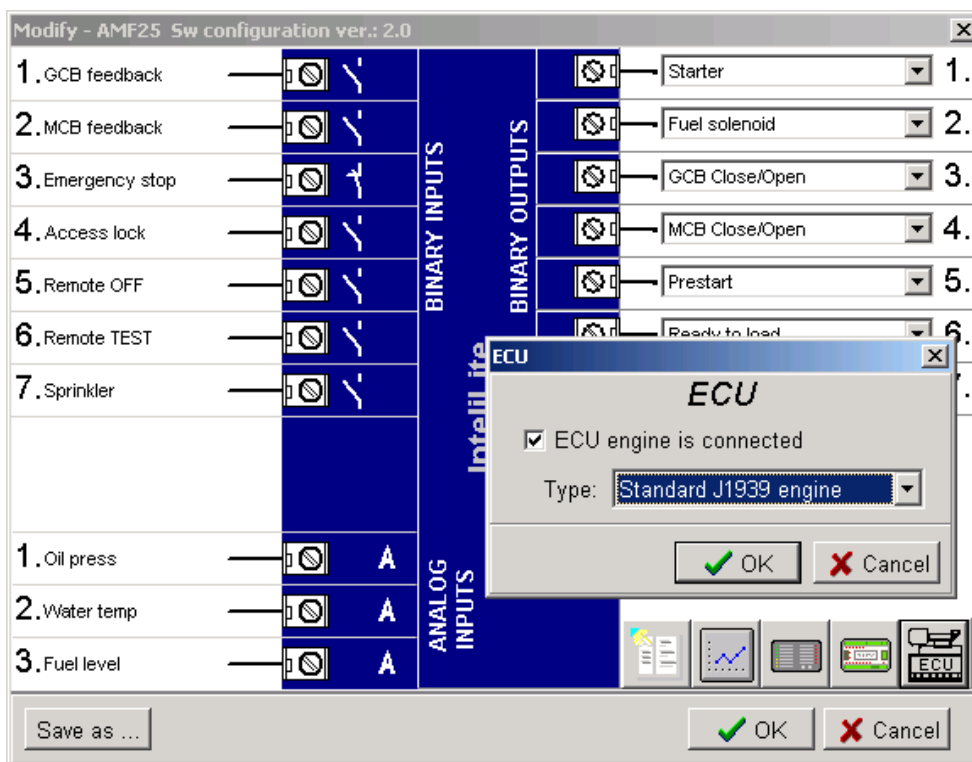 Modify - AMF25 Sw configuration ver.: 2.0
1. GCB feedback
2. MCB feedback
3. Emergency stop
4. Access lock
5. Remote OFF
6. Remote TEST
7. Sprinkler
BINARY INPUTS
BINARY OUTPUTS
Starter 1.
Fuel solenoid 2.
GCB Close/Open 3.
MCB Close/Open 4.
Prestart 5.
Ready to load 6.
InteliLite
ECU
ECU
ECU engine is connected
Type: Standard J1939 engine
OK
Cancel
1. Oil press
2. Water temp
3. Fuel level
A
A
A
ANALOG
INPUTS
ECU
Save as ...
OK
Cancel